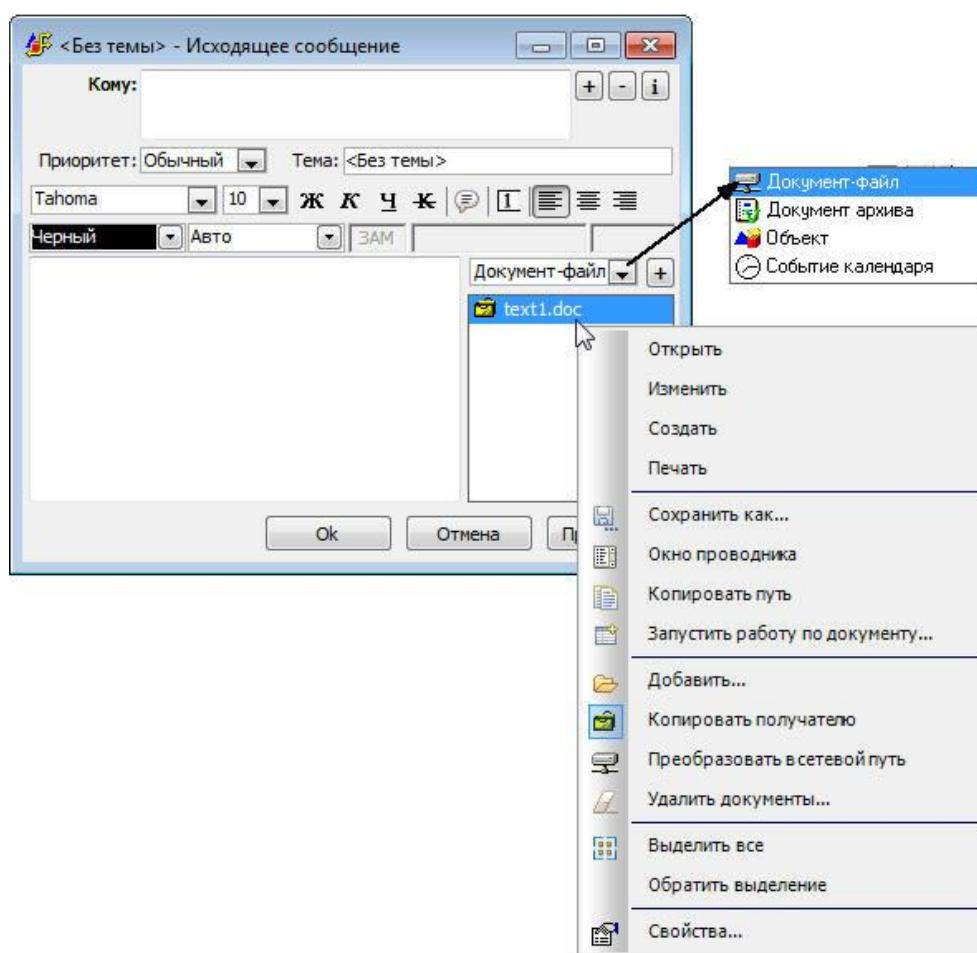 <Без темы> - Исходящее сообщение
Кому:
+ - i
Приоритет: Обычный Тема: <Без темы>
Tahoma 10 Ж К Ч К 1
Черный Авто ЗАМ
Документ-файл +
text1.doc
Ok Отмена
Документ-файл
Документ архива
Объект
Событие календаря
Открыть
Изменить
Создать
Печать
Сохранить как...
Окно проводника
Копировать путь
Запустить работу по документу...
Добавить...
Копировать получателю
Преобразовать в сетевой путь
Удалить документы...
Выделить все
Обратить выделение
Свойства...